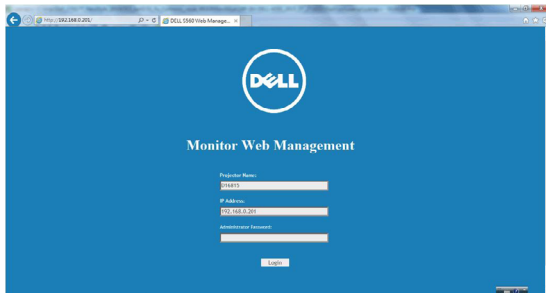 http://192.168.0.201/
DELL S560 Web Manage...
DELL
Monitor Web Management
Projector Name:
D16815
IP Address:
192.168.0.201
Administrator Password:
Login